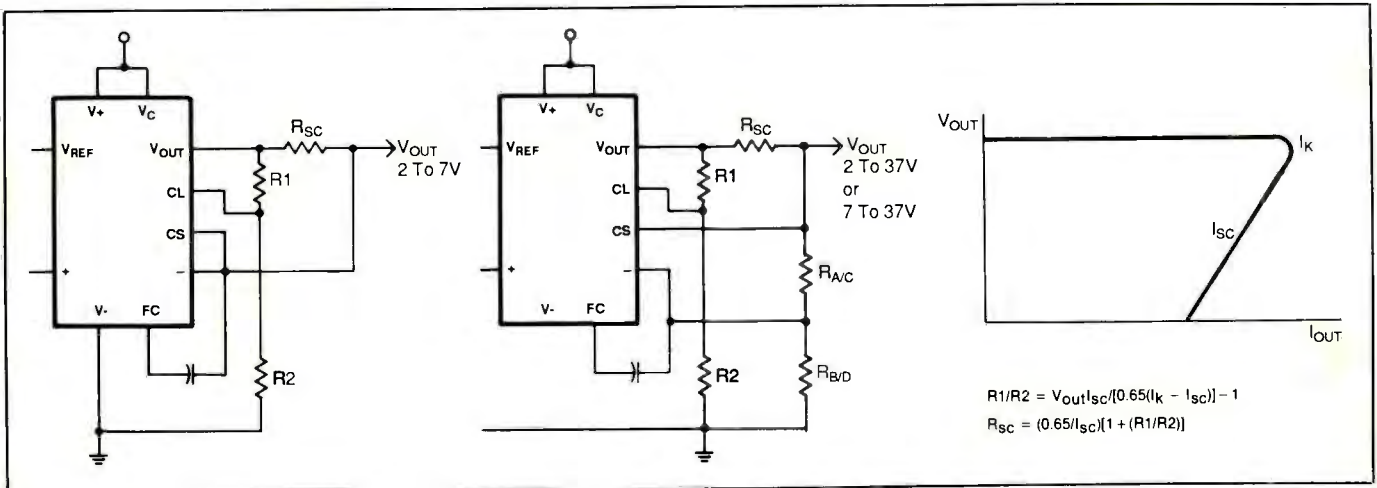 V+ VC
VREF
VOUT
CL
CS
+
−
V- FC
RSC
R1
R2
VOUT
2 To 7V
V+ VC
VREF
VOUT
CL
CS
+
−
V- FC
RSC
R1
R2
RA/C
RB/D
VOUT
2 To 37V
or
7 To 37V
VOUT
IK
ISC
IOUT
R1/R2 = VoutIsc/[0.65(Ik − Isc)] − 1
Rsc = (0.65/Isc)[1 + (R1/R2)]